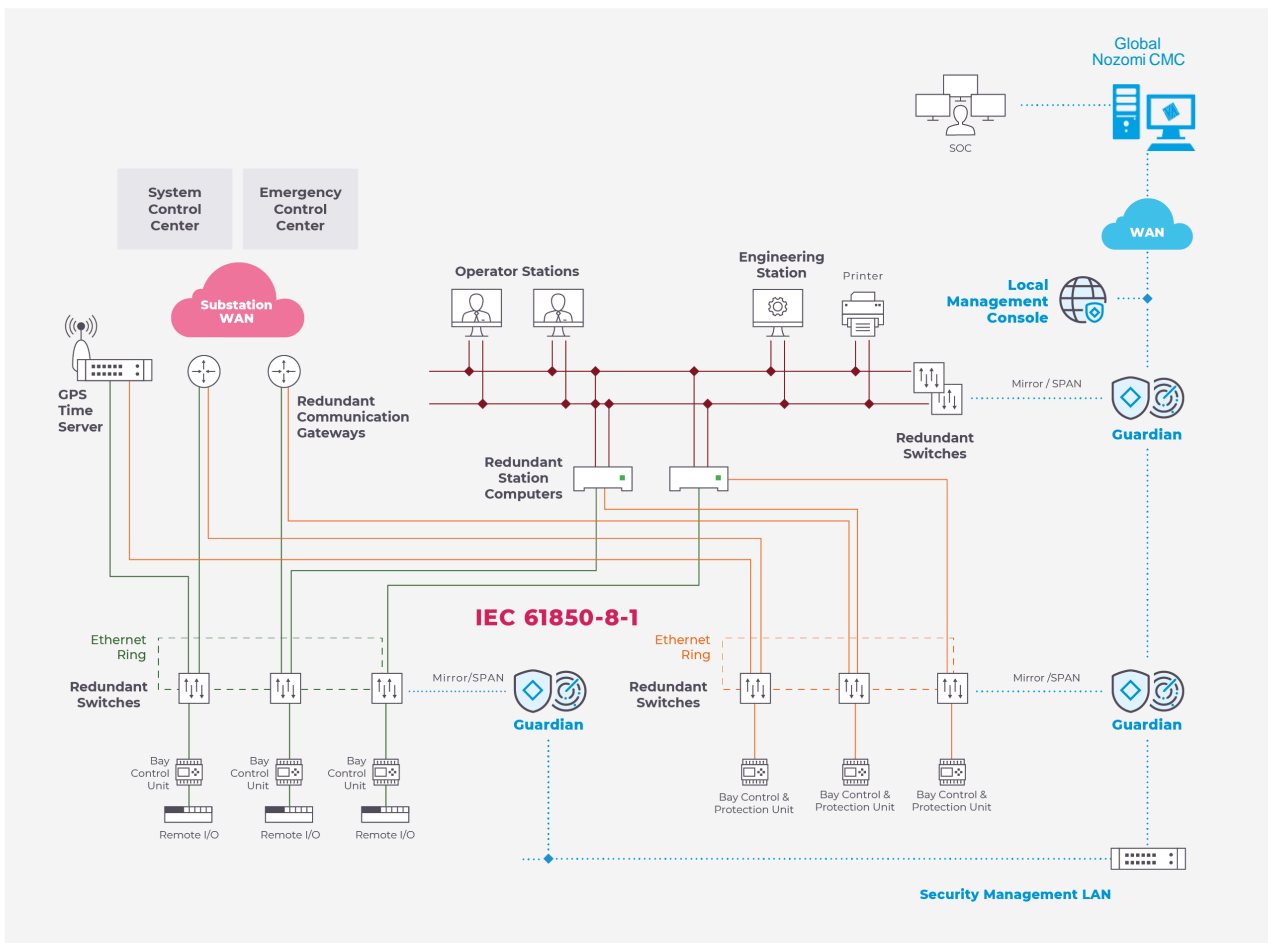 Global
Nozomi CMC
SOC
System
Control
Center
Emergency
Control
Center
WAN
Substation
WAN
Operator Stations
Engineering
Station
Printer
Local
Management
Console
GPS
Time
Server
Redundant
Communication
Gateways
Mirror / SPAN
Guardian
Redundant
Switches
Redundant
Station
Computers
IEC 61850-8-1
Ethernet
Ring
Ethernet
Ring
Redundant
Switches
Mirror/SPAN
Guardian
Redundant
Switches
Mirror /SPAN
Guardian
Bay
Control
Unit
Bay
Control
Unit
Bay
Control
Unit
Bay Control &
Protection Unit
Bay Control &
Protection Unit
Bay Control &
Protection Unit
Remote I/O
Remote I/O
Remote I/O
Security Management LAN